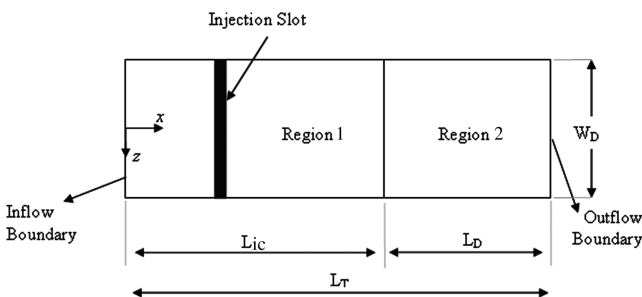 Injection Slot
x
z
Region 1
Region 2
WD
Inflow
Boundary
Outflow
Boundary
LIC
LD
LT